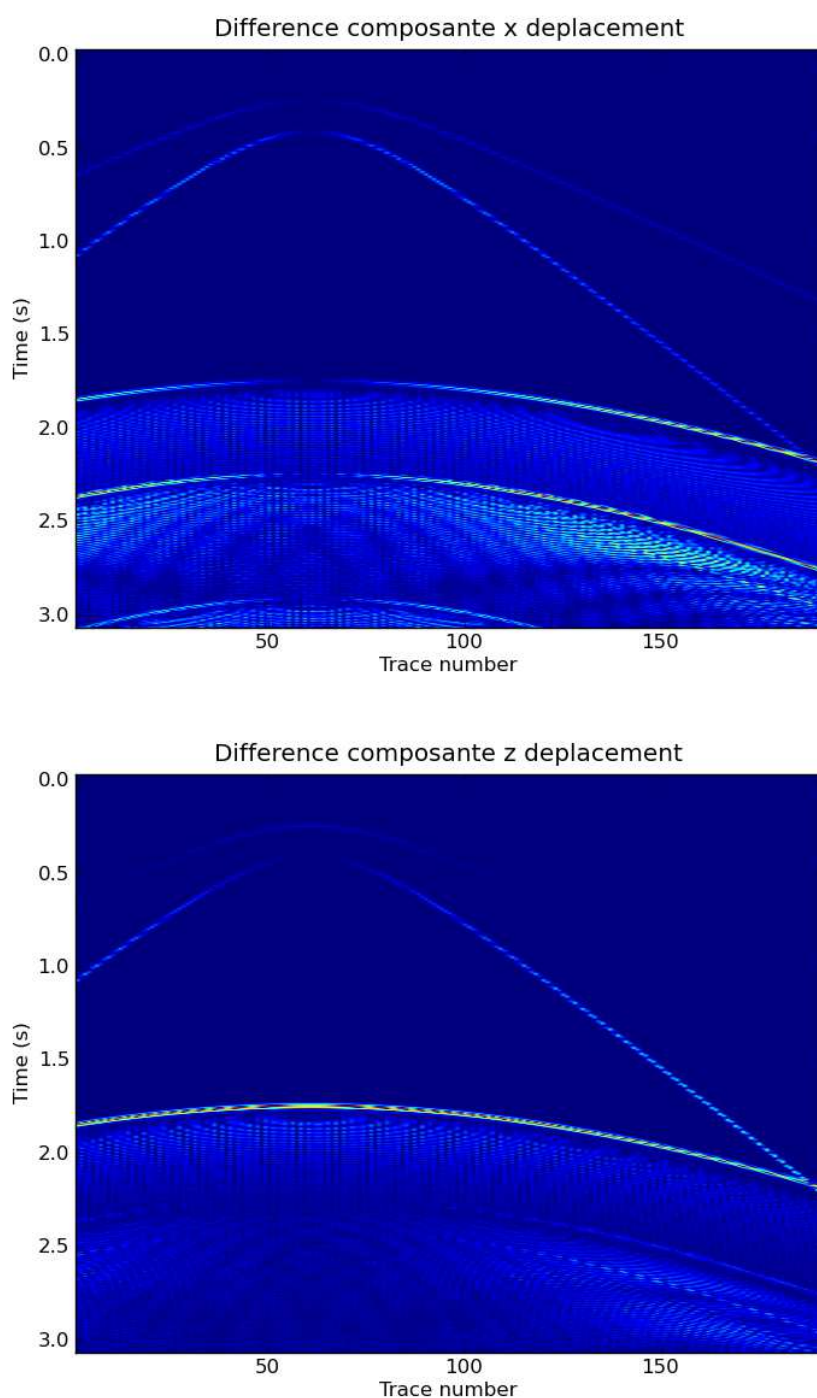 Difference composante x deplacement
0.0
0.5
1.0
1.5
2.0
2.5
3.0
Time (s)
50 100 150
Trace number
Difference composante z deplacement
0.0
0.5
1.0
1.5
2.0
2.5
3.0
Time (s)
50 100 150
Trace number